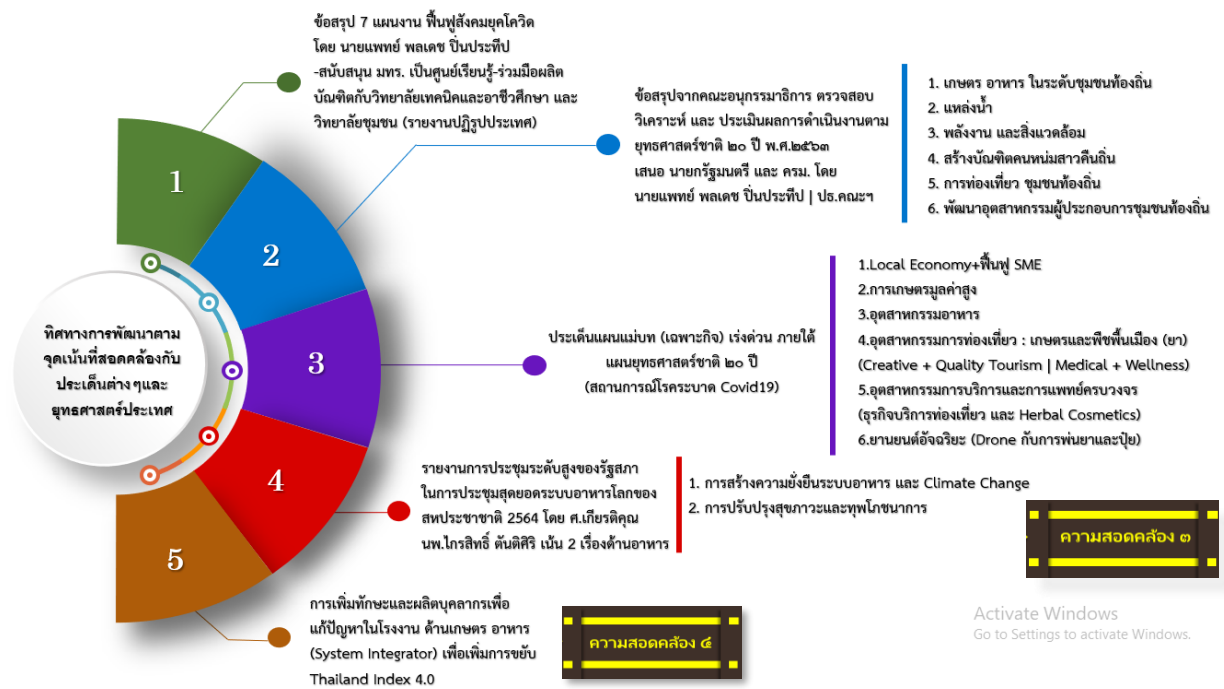 ข้อสรุป 7 แผนงาน ฟื้นฟูสังคมยุคโควิด
โดย นายแพทย์ พลเดช ปิ่นประทีป
-สนับสนุน มทร. เป็นศูนย์เรียนรู้-ร่วมมือผลิต
บัณฑิตกับวิทยาลัยเทคนิคและอาชีวศึกษา และ
วิทยาลัยชุมชน (รายงานปฏิรูปประเทศ)
ข้อสรุปจากคณะอนุกรรมาธิการ ตรวจสอบ
วิเคราะห์ และ ประเมินผลการดำเนินงานตาม
ยุทธศาสตร์ชาติ ๒๐ ปี พ.ศ.๒๕๖๓
เสนอ นายกรัฐมนตรี และ ครม. โดย
นายแพทย์ พลเดช ปิ่นประทีป | ปธ.คณะฯ
1. เกษตร อาหาร ในระดับชุมชนท้องถิ่น
2. แหล่งน้ำ
3. พลังงาน และสิ่งแวดล้อม
4. สร้างบัณฑิตคนหนุ่มสาวคืนถิ่น
5. การท่องเที่ยว ชุมชนท้องถิ่น
6. พัฒนาอุตสาหกรรมผู้ประกอบการชุมชนท้องถิ่น
1
2
3
4
5
ทิศทางการพัฒนาตาม
จุดเน้นที่สอดคล้องกับ
ประเด็นต่างๆและ
ยุทธศาสตร์ประเทศ
ประเด็นแผนแม่บท (เฉพาะกิจ) เร่งด่วน ภายใต้
แผนยุทธศาสตร์ชาติ ๒๐ ปี
(สถานการณ์โรคระบาด Covid19)
1.Local Economy+ฟื้นฟู SME
2.การเกษตรมูลค่าสูง
3.อุตสาหกรรมอาหาร
4.อุตสาหกรรมการท่องเที่ยว : เกษตรและพืชพื้นเมือง (ยา)
(Creative + Quality Tourism | Medical + Wellness)
5.อุตสาหกรรมการบริการและการแพทย์ครบวงจร
(ธุรกิจบริการท่องเที่ยว และ Herbal Cosmetics)
6.ยานยนต์อัจฉริยะ (Drone กับการพ่นยาและปุ๋ย)
รายงานการประชุมระดับสูงของรัฐสภา
ในการประชุมสุดยอดระบบอาหารโลกของ
สหประชาชาติ 2564 โดย ศ.เกียรติคุณ
นพ.ไกรสิทธิ์ ตันติศิริ เน้น 2 เรื่องด้านอาหาร
1. การสร้างความยั่งยืนระบบอาหาร และ Climate Change
2. การปรับปรุงสุขภาวะและทุพโภชนาการ
ความสอดคล้อง ๓
การเพิ่มทักษะและผลิตบุคลากรเพื่อ
แก้ปัญหาในโรงงาน ด้านเกษตร อาหาร
(System Integrator) เพื่อเพิ่มการขยับ
Thailand Index 4.0
ความสอดคล้อง ๔
Activate Windows
Go to Settings to activate Windows.